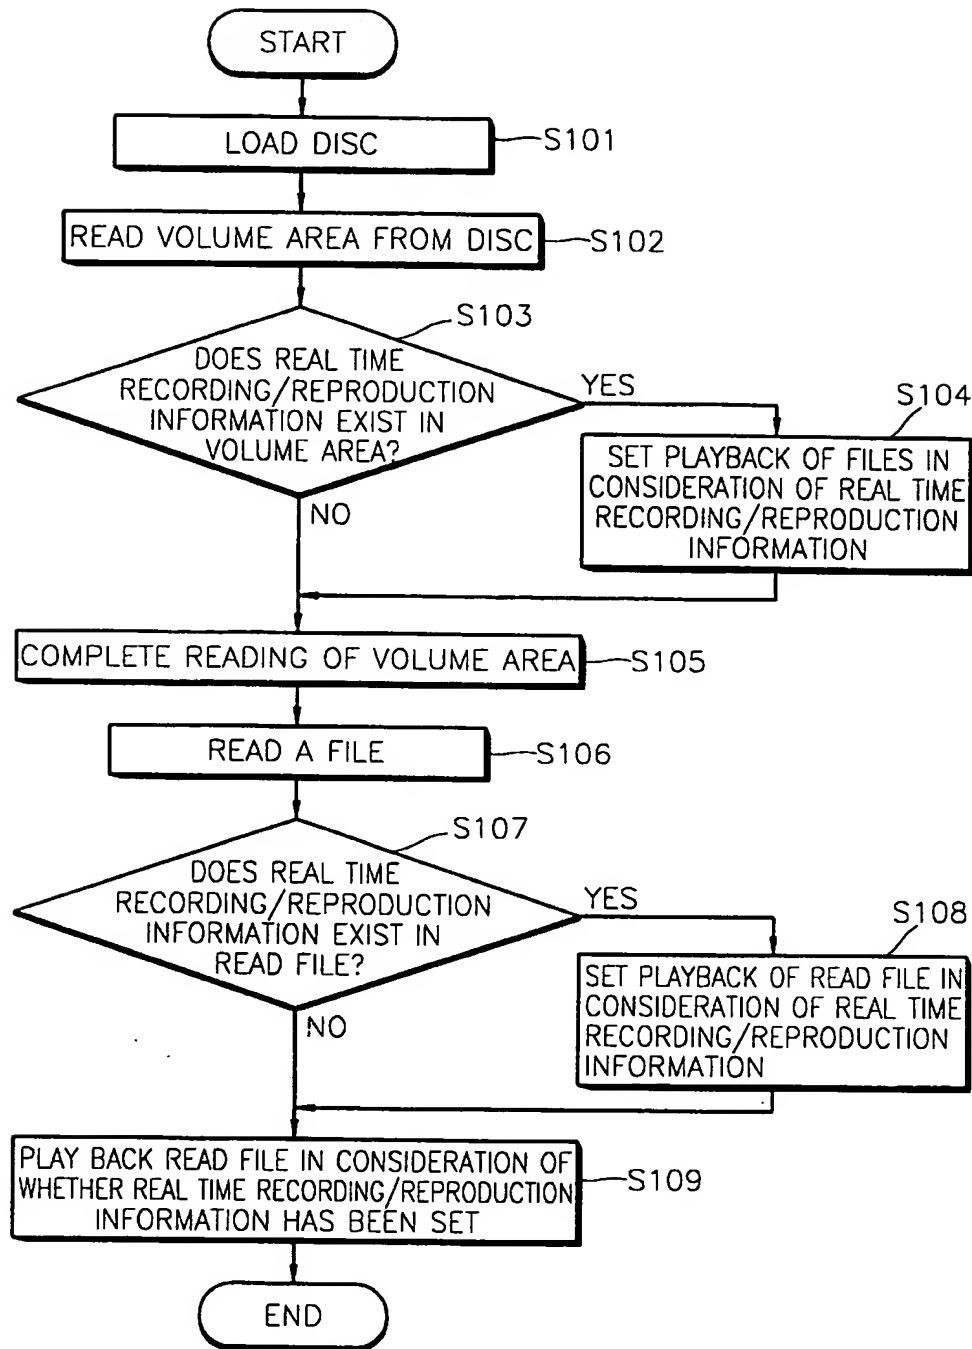 START
LOAD DISC
S101
READ VOLUME AREA FROM DISC
S102
S103
DOES REAL TIME
RECORDING/REPRODUCTION
INFORMATION EXIST IN
VOLUME AREA?
YES
S104
SET PLAYBACK OF FILES IN
CONSIDERATION OF REAL TIME
RECORDING/REPRODUCTION
INFORMATION
NO
COMPLETE READING OF VOLUME AREA
S105
READ A FILE
S106
S107
DOES REAL TIME
RECORDING/REPRODUCTION
INFORMATION EXIST IN
READ FILE?
YES
S108
SET PLAYBACK OF READ FILE IN
CONSIDERATION OF REAL TIME
RECORDING/REPRODUCTION
INFORMATION
NO
PLAY BACK READ FILE IN CONSIDERATION OF
WHETHER REAL TIME RECORDING/REPRODUCTION
INFORMATION HAS BEEN SET
S109
END